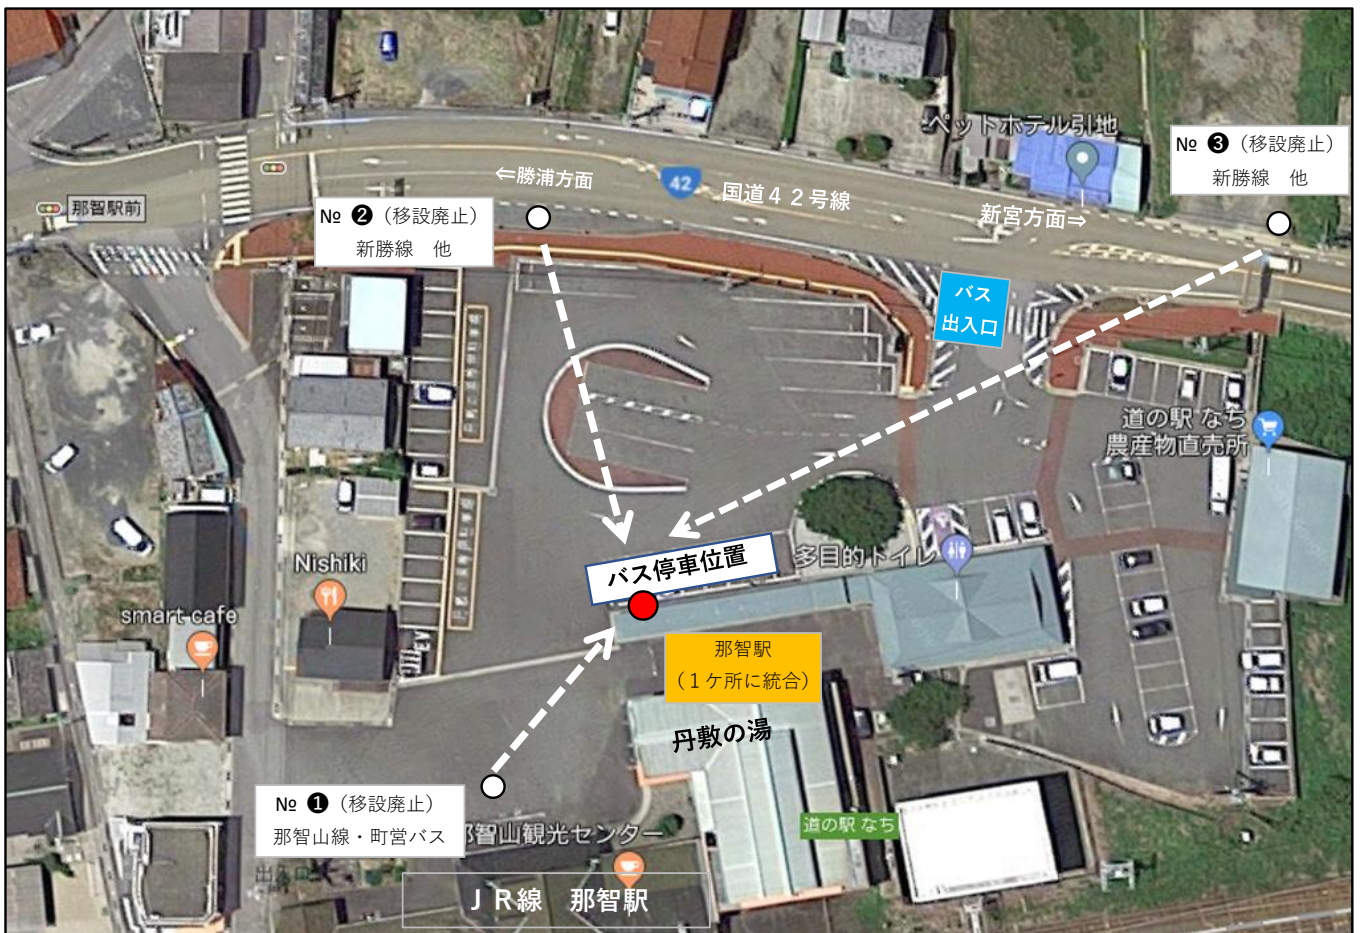 ペットホテル引地
№ ❸（移設廃止）
新勝線　他
⇐勝浦方面
42
国道４２号線
新宮方面⇒
那智駅前
№ ❷（移設廃止）
新勝線　他
バス
出入口
道の駅 なち
農産物直売所
Nishiki
smart cafe
バス停車位置
多目的トイレ
那智駅
（１ケ所に統合）
丹敷の湯
№ ❶（移設廃止）
那智山線・町営バス
智山観光センター
道の駅 なち
ＪＲ線　那智駅